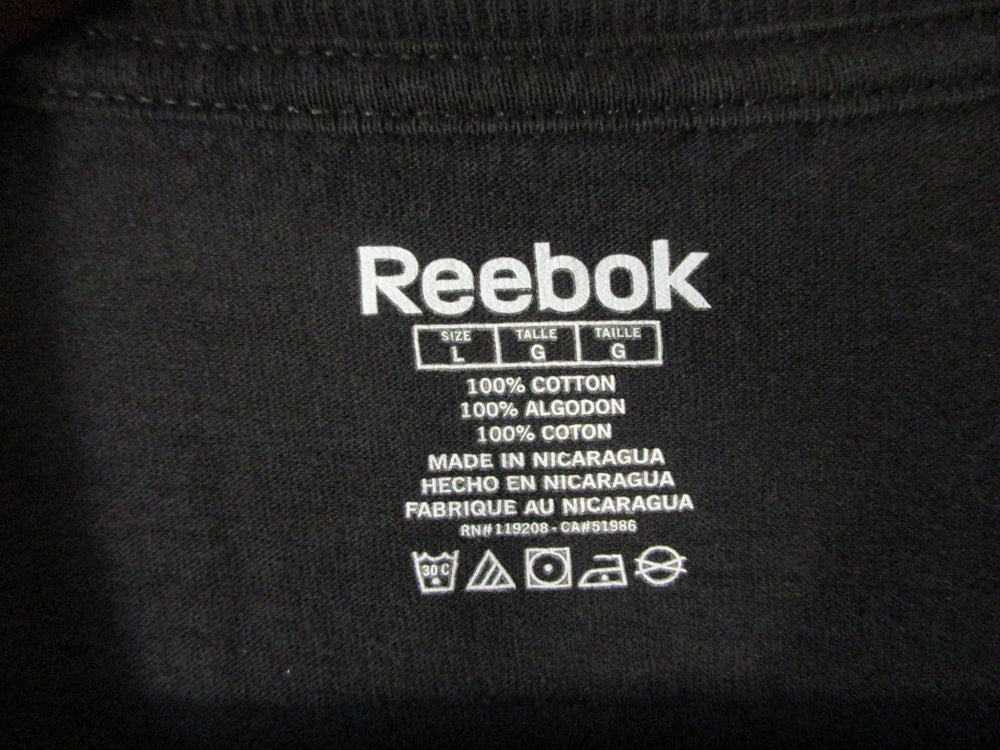 Reebok
SIZE TALLE TAILLE
L G G
100% COTTON
100% ALGODON
100% COTON
MADE IN NICARAGUA
HECHO EN NICARAGUA
FABRIQUE AU NICARAGUA
RN#119208-CA#51986
30 C